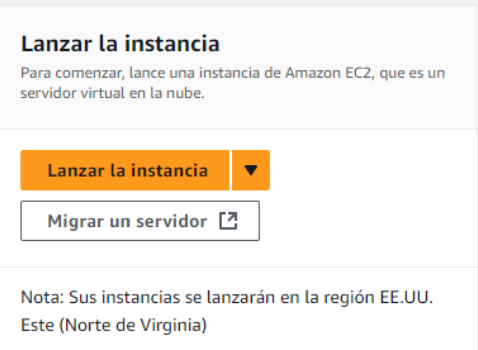 Lanzar la instancia
Para comenzar, lance una instancia de Amazon EC2, que es un
servidor virtual en la nube.
Lanzar la instancia
Migrar un servidor
Nota: Sus instancias se lanzarán en la región EE.UU.
Este (Norte de Virginia)